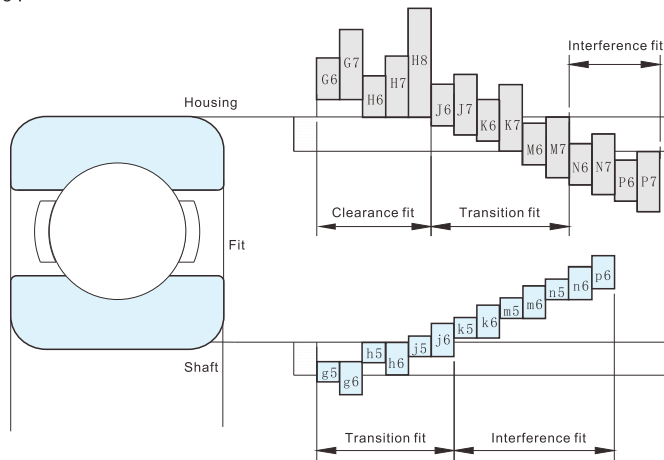 Interference fit
G6
G7
H6
H7
H8
J6
J7
K6
K7
M6
M7
N6
N7
P6
P7
Housing
Clearance fit
Transition fit
Fit
Shaft
g5
g6
h5
h6
j5
j6
k5
k6
m5
m6
n5
n6
p6
Transition fit
Interference fit